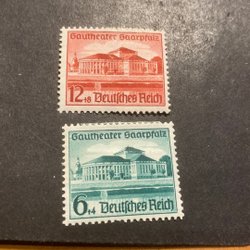 Gautheater Saarpfalz
12+8 Deutsches Reich
Gautheater Saarpfalz
6+4 Deutsches Reich